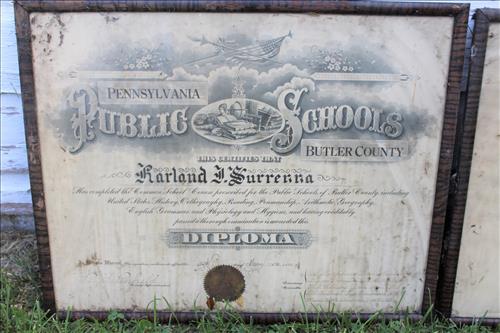 PENNSYLVANIA
PUBLIC SCHOOLS
BUTLER COUNTY
THIS CERTIFIES THAT
Harland J. Surrena
Has completed the Common School Course prescribed for the Public Schools of Butler County including
United States History, Orthography, Reading, Penmanship, Arithmetic, Geography,
English Grammar and Physiology and Hygiene, and having creditably
passed a thorough examination is awarded this
DIPLOMA